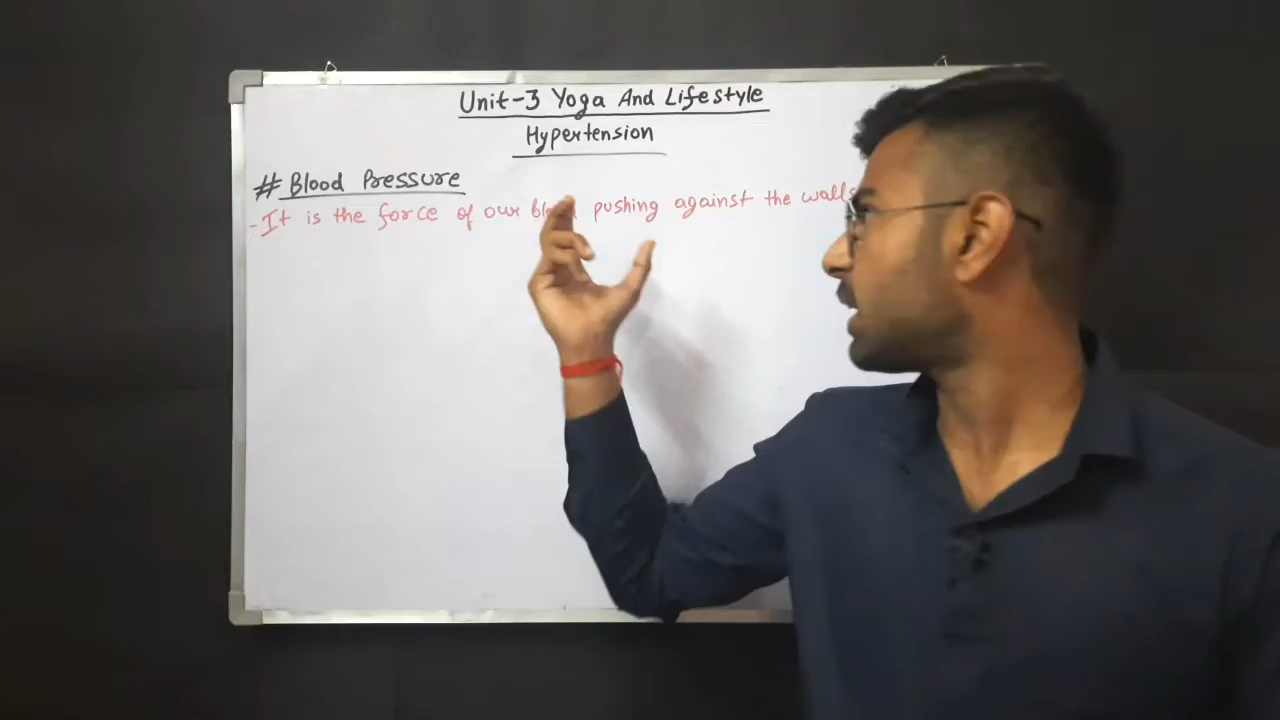 Unit-3 Yoga And Lifestyle
Hypertension
# Blood Pressure
- It is the force of our pushing against the walls